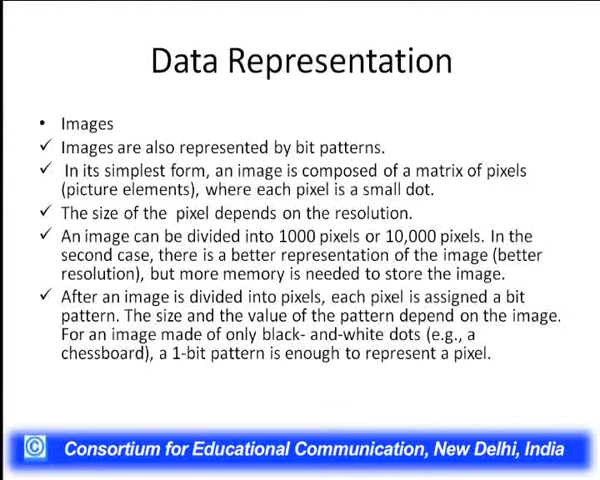 Data Representation
• Images
✓ Images are also represented by bit patterns.
✓ In its simplest form, an image is composed of a matrix of pixels
(picture elements), where each pixel is a small dot.
✓ The size of the pixel depends on the resolution.
✓ An image can be divided into 1000 pixels or 10,000 pixels. In the
second case, there is a better representation of the image (better
resolution), but more memory is needed to store the image.
✓ After an image is divided into pixels, each pixel is assigned a bit
pattern. The size and the value of the pattern depend on the image.
For an image made of only black- and-white dots (e.g., a
chessboard), a 1-bit pattern is enough to represent a pixel.
© Consortium for Educational Communication, New Delhi, India